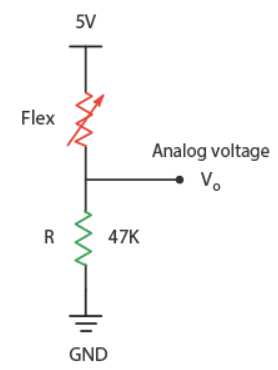 5V
Flex
Analog voltage
Vₒ
R 47K
GND